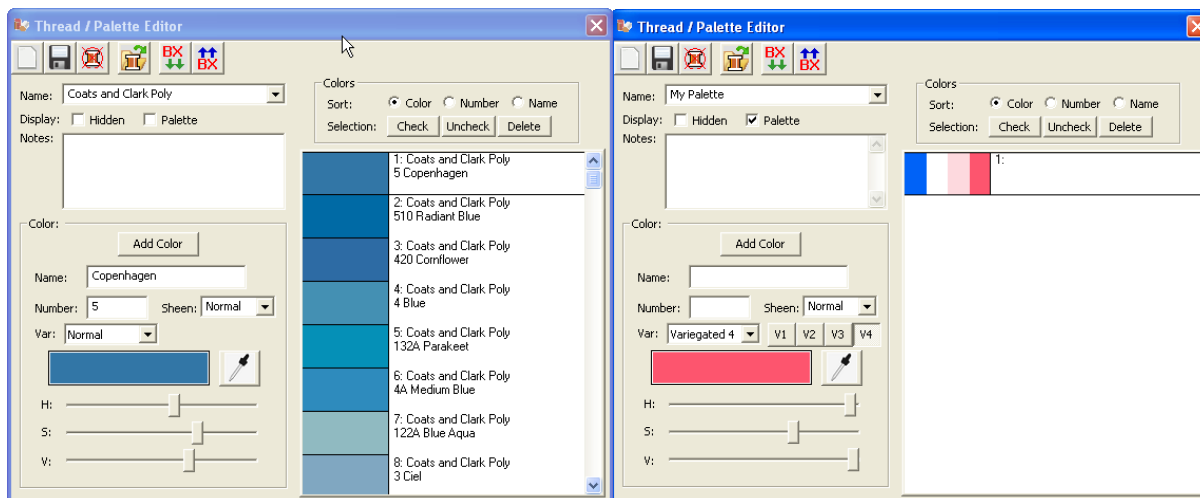 Thread / Palette Editor
BX
BX
Name: Coats and Clark Poly
Display: Hidden Palette
Notes:
Colors
Sort: Color Number Name
Selection: Check Uncheck Delete
1: Coats and Clark Poly
5 Copenhagen
2: Coats and Clark Poly
510 Radiant Blue
3: Coats and Clark Poly
420 Cornflower
4: Coats and Clark Poly
4 Blue
5: Coats and Clark Poly
132A Parakeet
6: Coats and Clark Poly
4A Medium Blue
7: Coats and Clark Poly
122A Blue Aqua
8: Coats and Clark Poly
3 Ciel
Color:
Add Color
Name: Copenhagen
Number: 5 Sheen: Normal
Var: Normal
H:
S:
V:
Thread / Palette Editor
BX
BX
Name: My Palette
Display: Hidden Palette
Notes:
Colors
Sort: Color Number Name
Selection: Check Uncheck Delete
1:
Color:
Add Color
Name:
Number: Sheen: Normal
Var: Variegated 4 V1 V2 V3 V4
H:
S:
V: